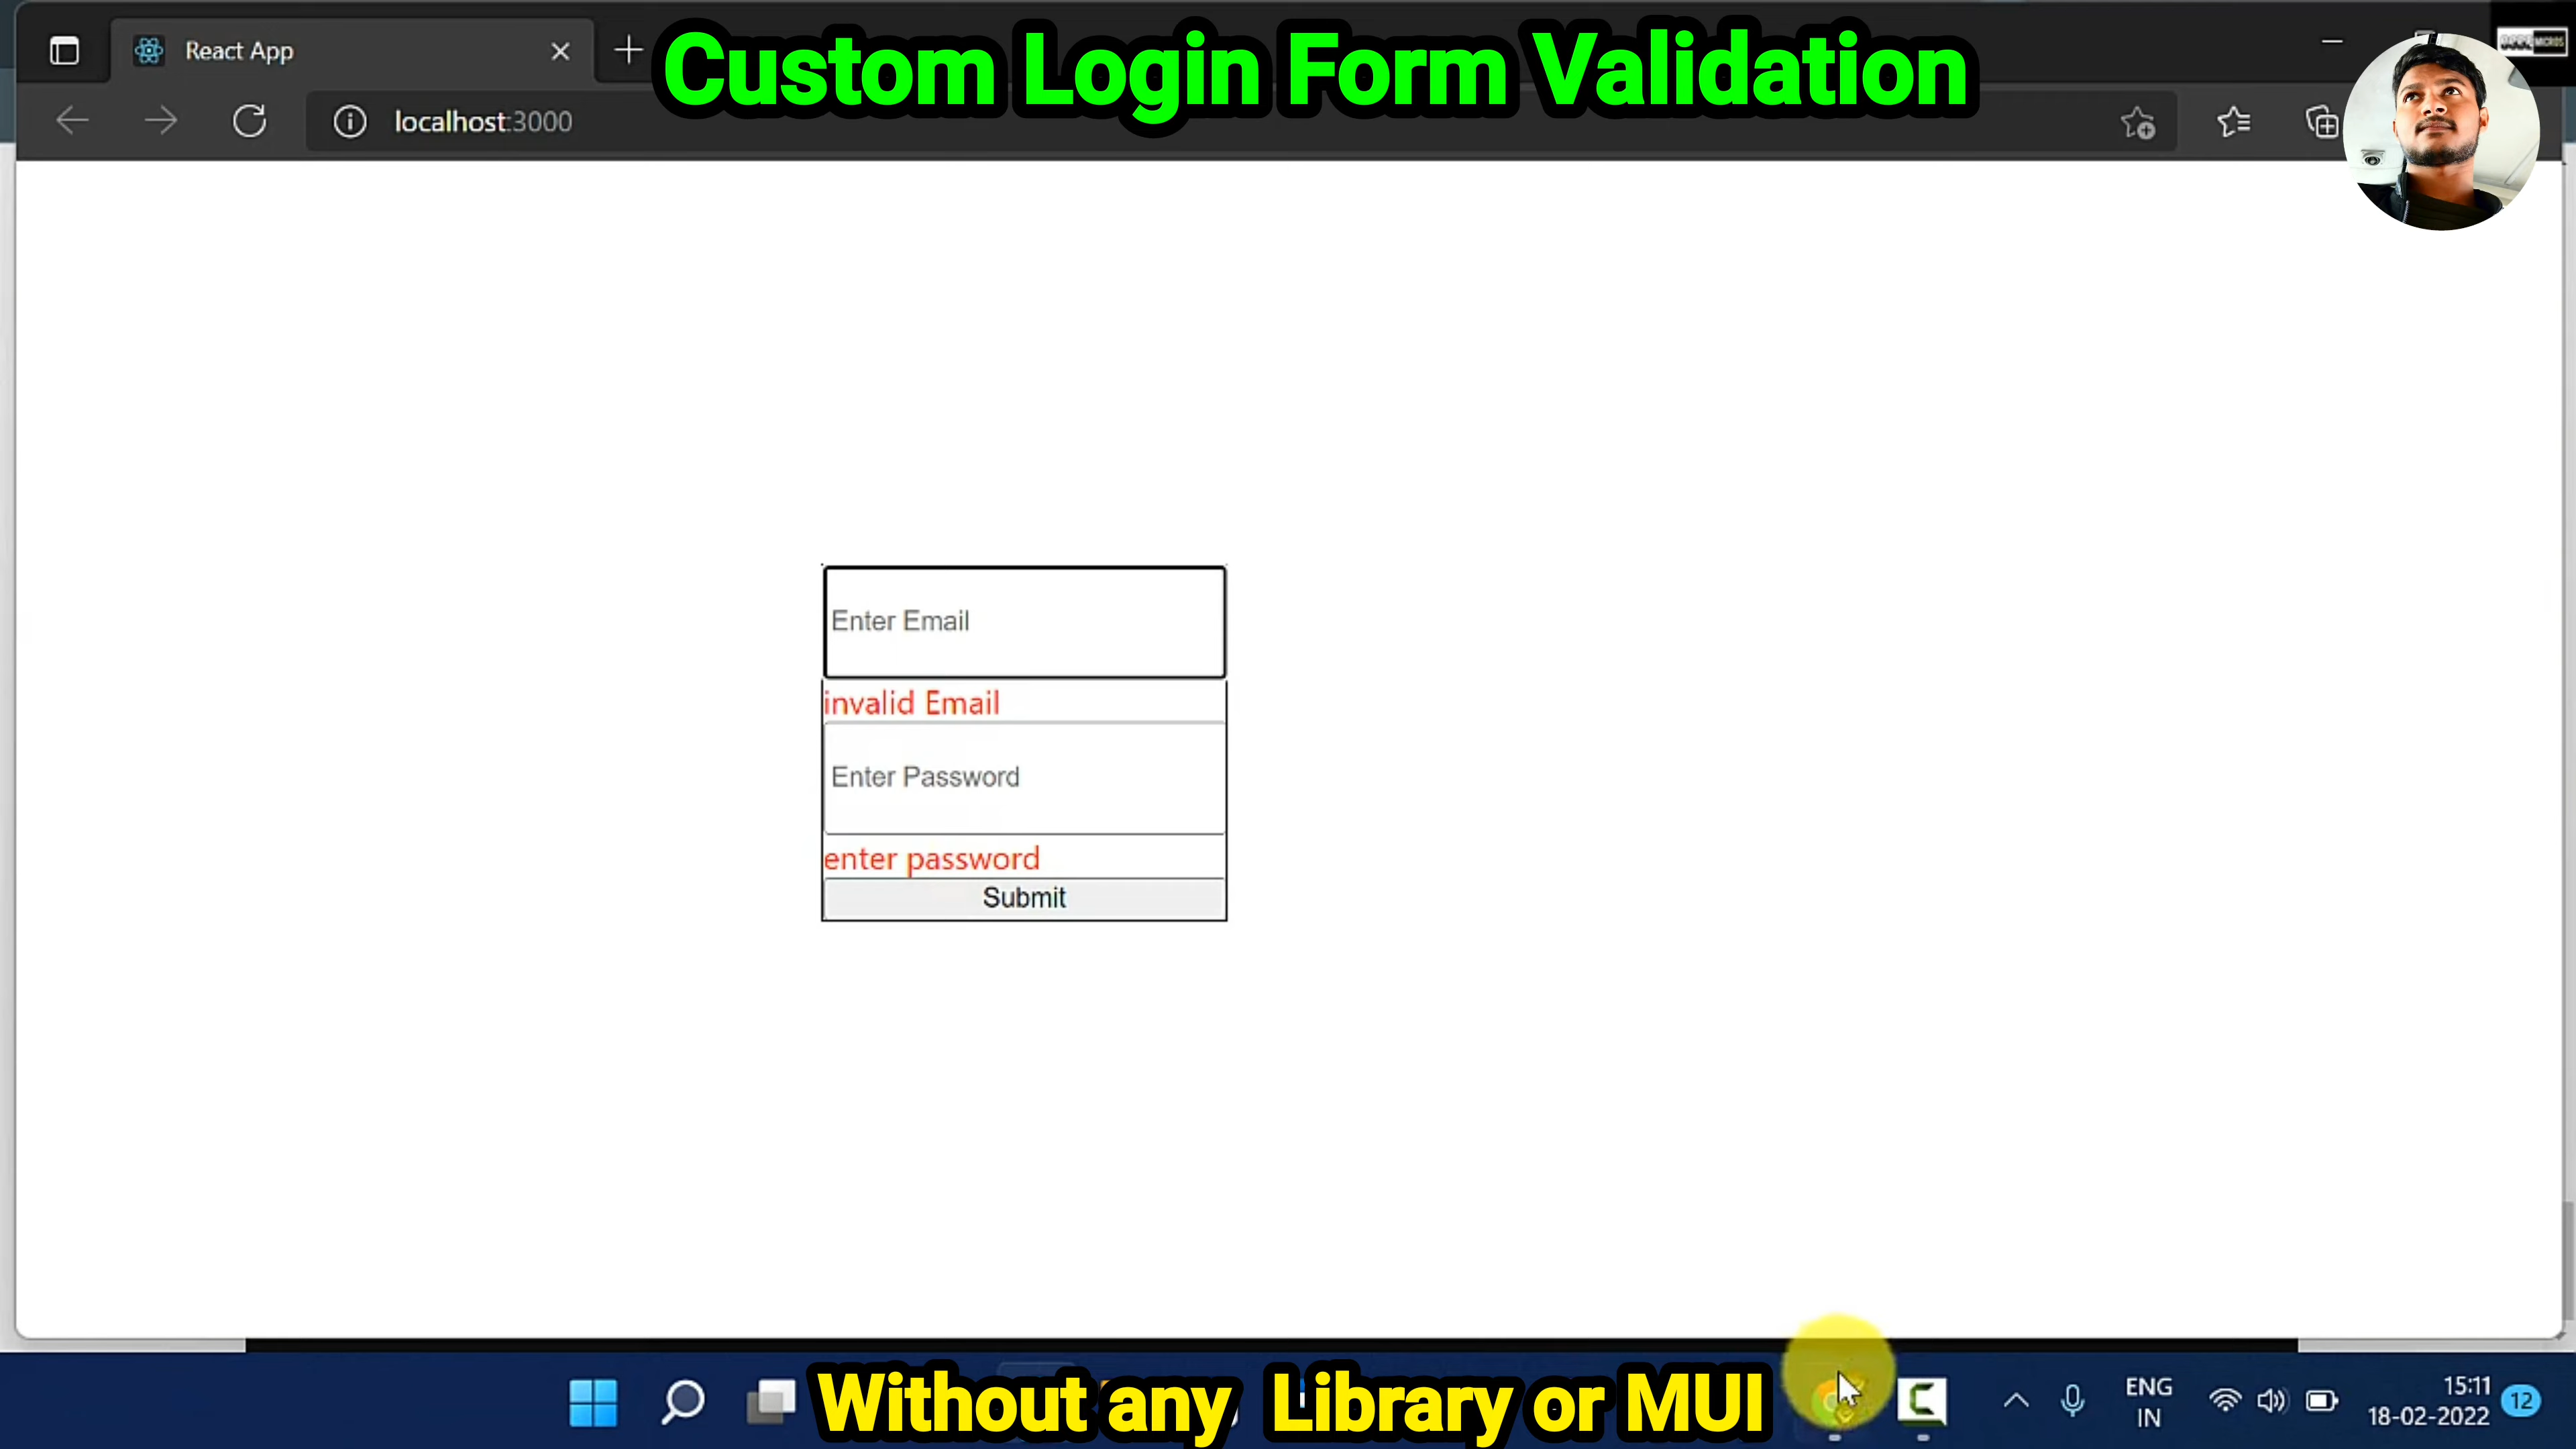 React App
Custom Login Form Validation
localhost:3000
Enter Email
invalid Email
Enter Password
enter password
Submit
Without any Library or MUI
ENG
IN
15:11
18-02-2022
12